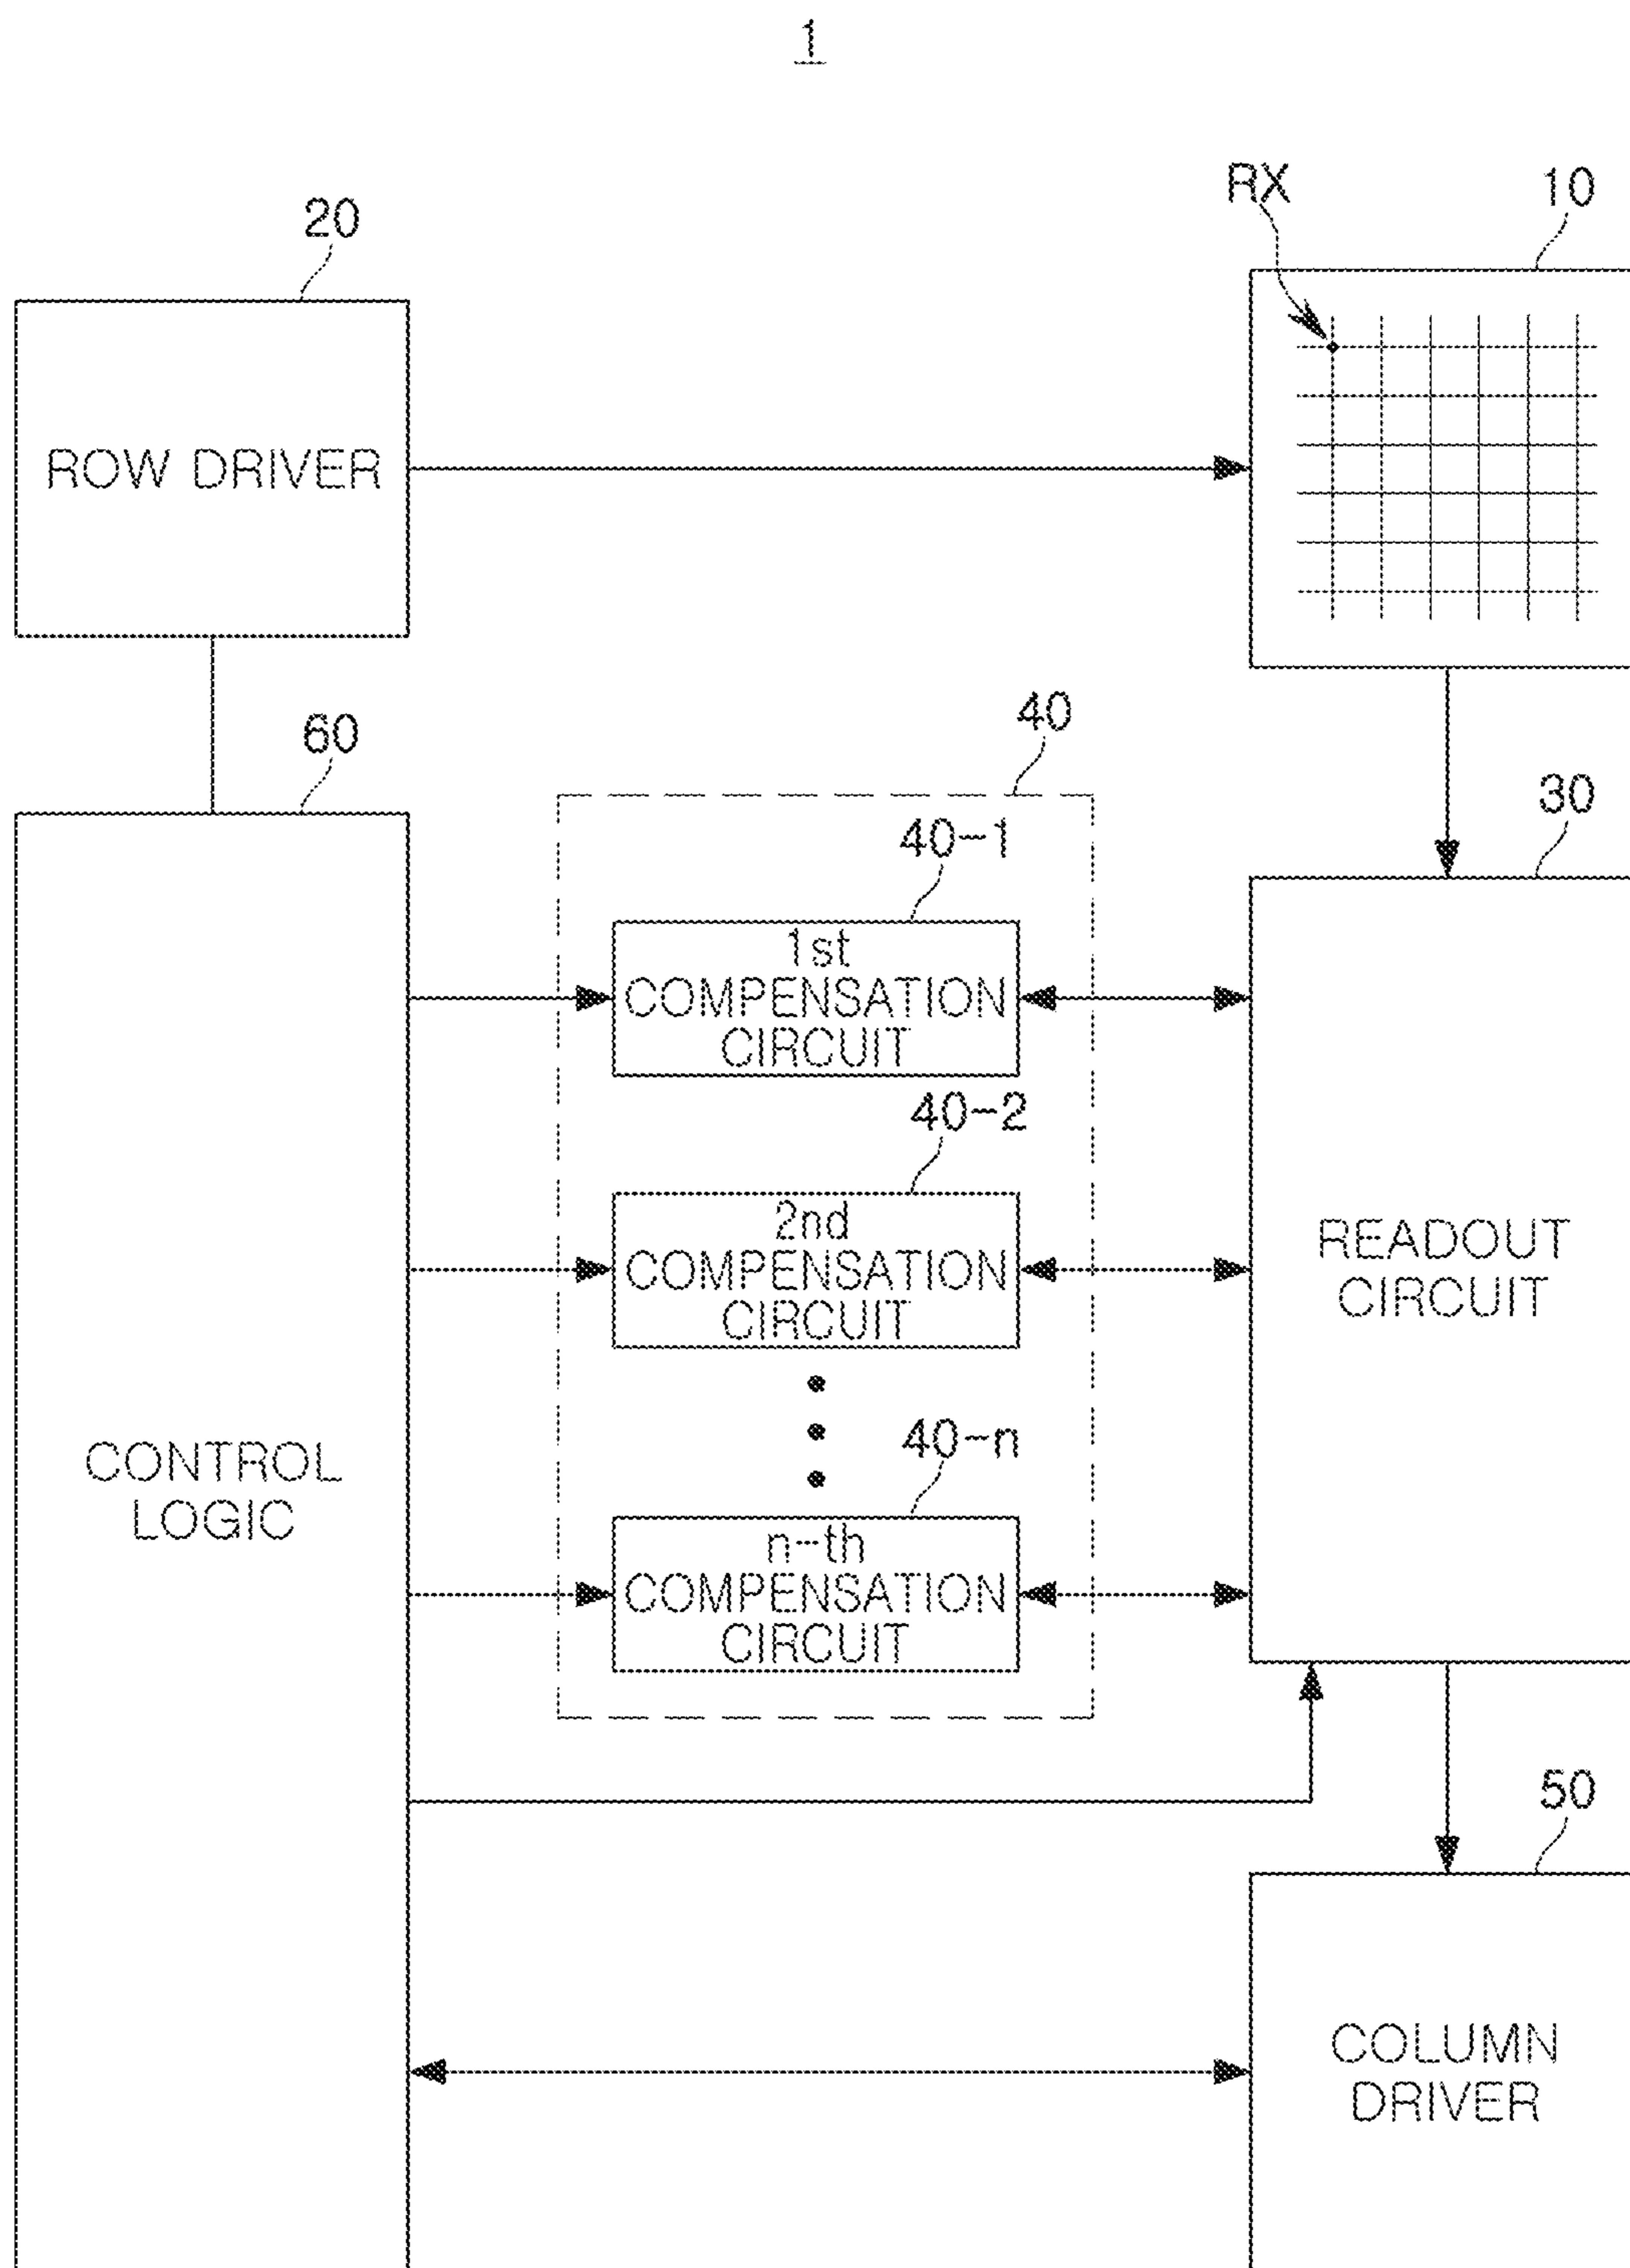 1
RX
10
20
ROW DRIVER
60
40
30
40-1
1st
COMPENSATION
CIRCUIT
40-2
2nd
COMPENSATION
CIRCUIT
READOUT
CIRCUIT
CONTROL
LOGIC
40-n
n-th
COMPENSATION
CIRCUIT
50
COLUMN
DRIVER